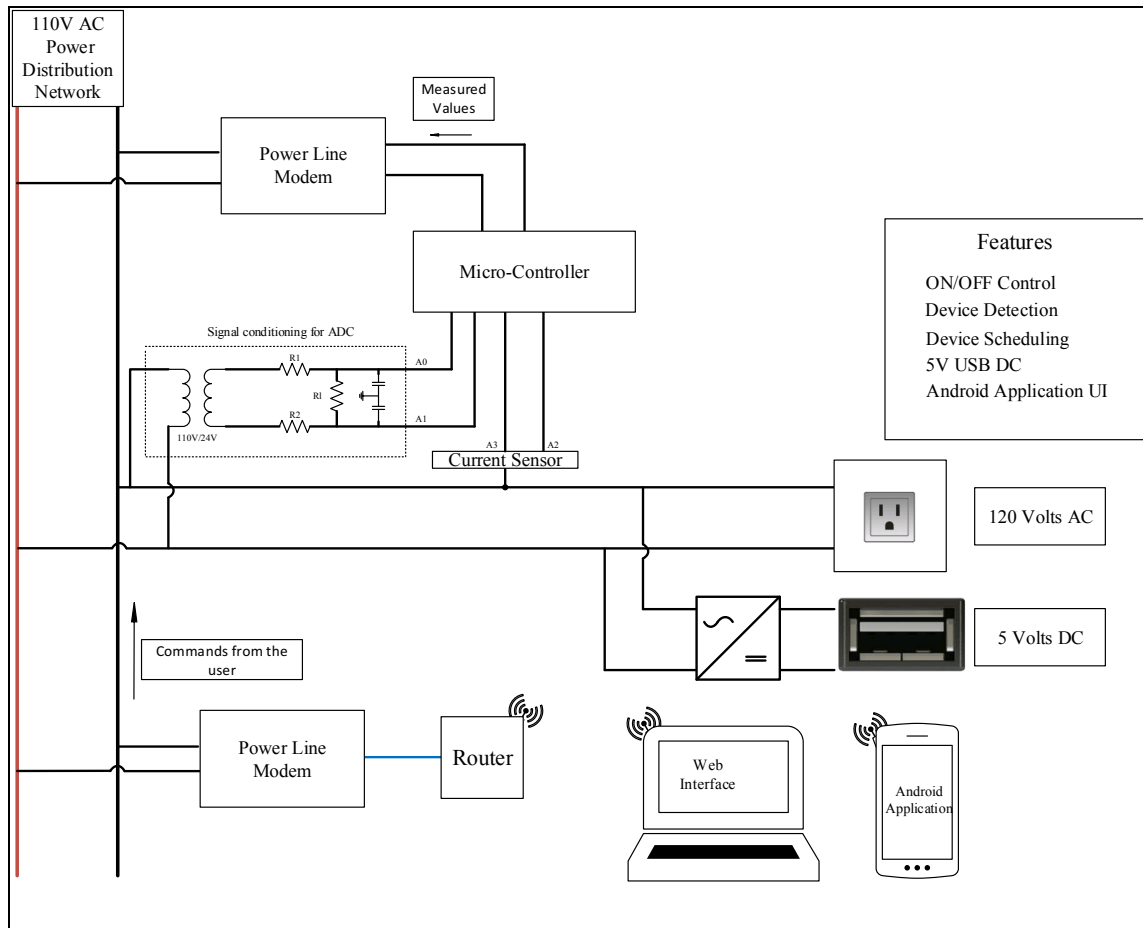 110V AC
Power
Distribution
Network
Measured
Values
Power Line
Modem
Micro-Controller
Features
ON/OFF Control
Device Detection
Device Scheduling
5V USB DC
Android Application UI
Signal conditioning for ADC
R1
A0
Rl
R2
A1
110V/24V
A3
A2
Current Sensor
120 Volts AC
5 Volts DC
Commands from the
user
Power Line
Modem
Router
Web
Interface
Android
Application